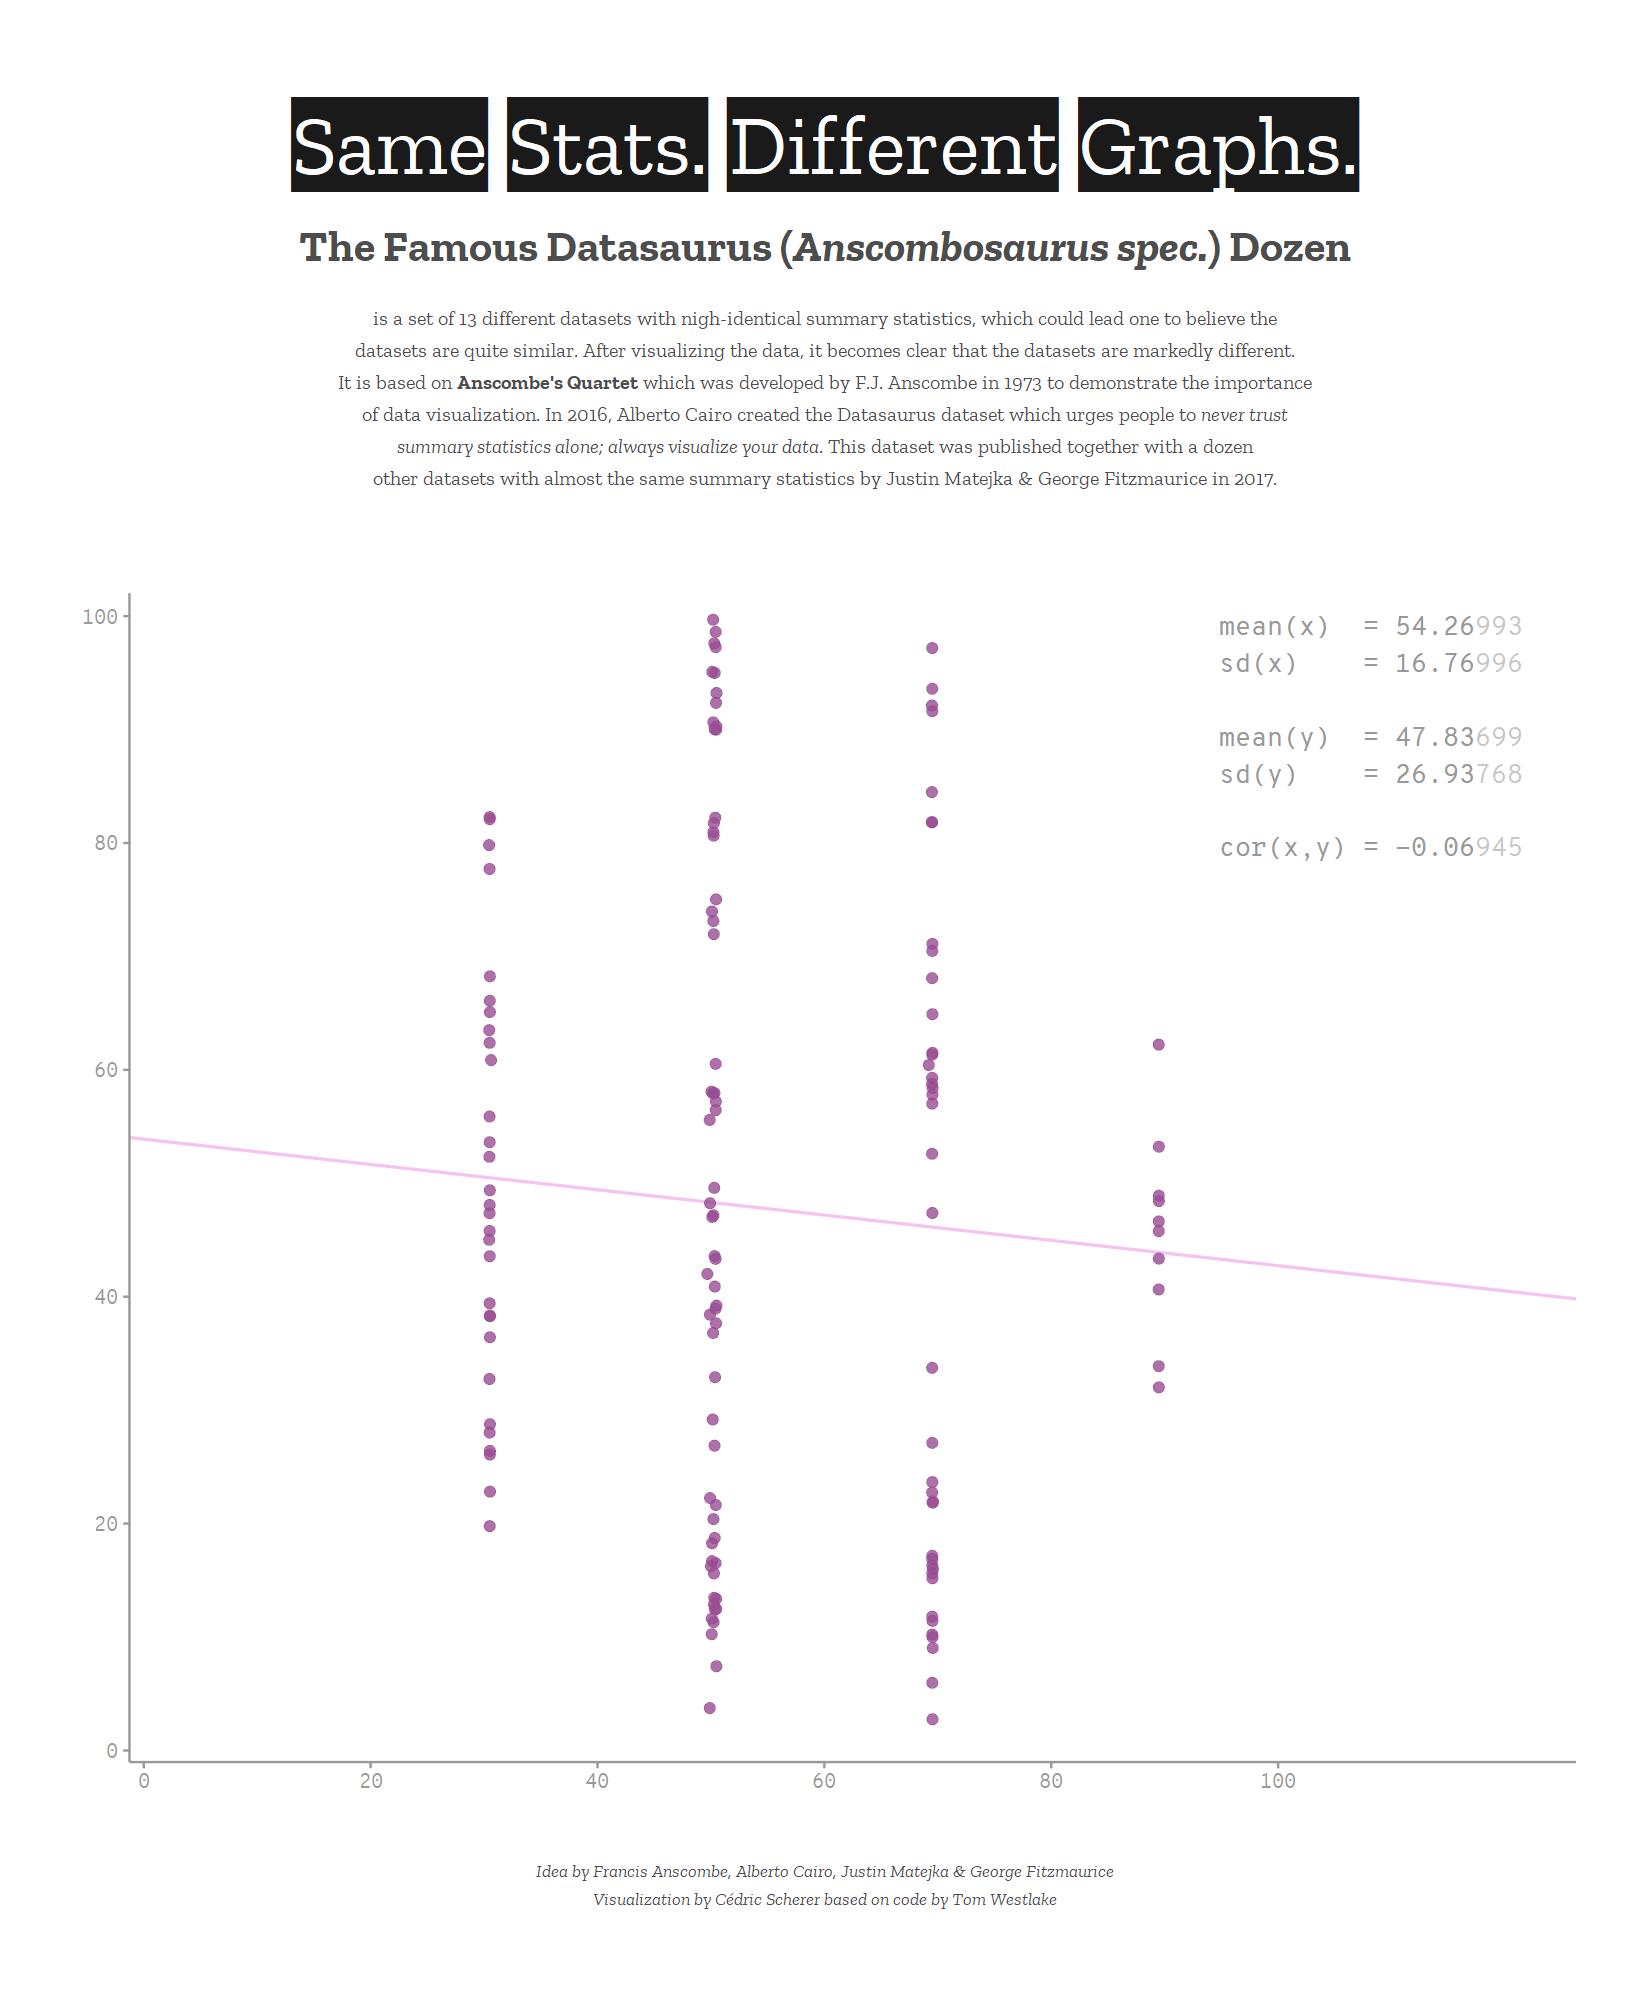 Same Stats. Different Graphs.
The Famous Datasaurus (Anscombosaurus spec.) Dozen
is a set of 13 different datasets with nigh-identical summary statistics, which could lead one to believe the
datasets are quite similar. After visualizing the data, it becomes clear that the datasets are markedly different.
It is based on Anscombe's Quartet which was developed by F.J. Anscombe in 1973 to demonstrate the importance
of data visualization. In 2016, Alberto Cairo created the Datasaurus dataset which urges people to never trust
summary statistics alone; always visualize your data. This dataset was published together with a dozen
other datasets with almost the same summary statistics by Justin Matejka & George Fitzmaurice in 2017.
mean(x) = 54.26993
sd(x) = 16.76996
mean(y) = 47.83699
sd(y) = 26.93768
cor(x,y) = −0.06945
100
80
60
40
20
0
0 20 40 60 80 100
Idea by Francis Anscombe, Alberto Cairo, Justin Matejka & George Fitzmaurice
Visualization by Cédric Scherer based on code by Tom Westlake